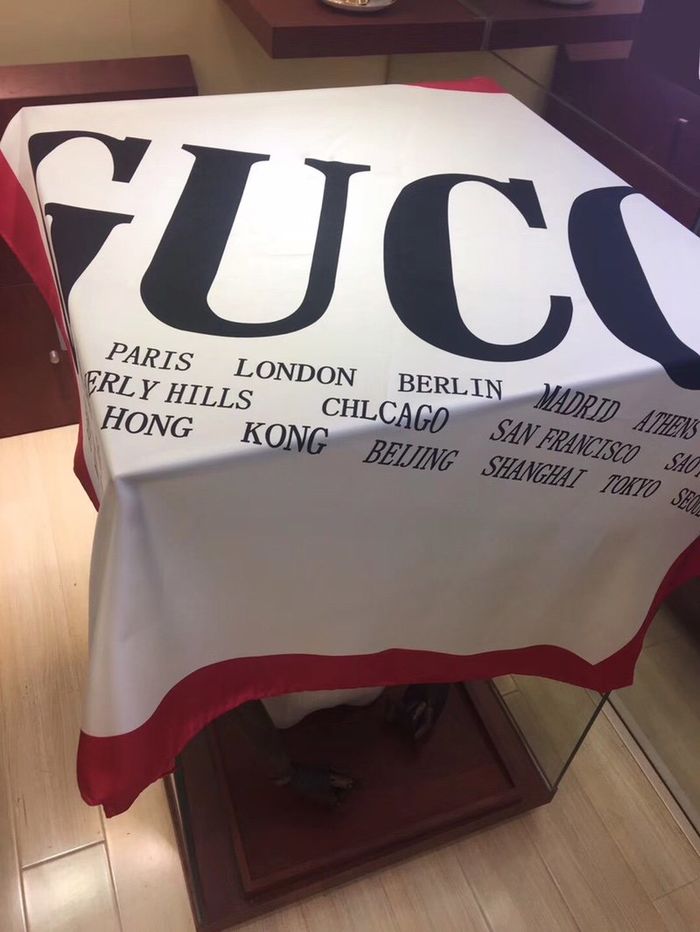 GUCC
PARIS LONDON BERLIN MADRID ATHENS
ERLY HILLS CHLCAGO SAN FRANCISCO
HONG KONG BEIJING SHANGHAI TOKYO